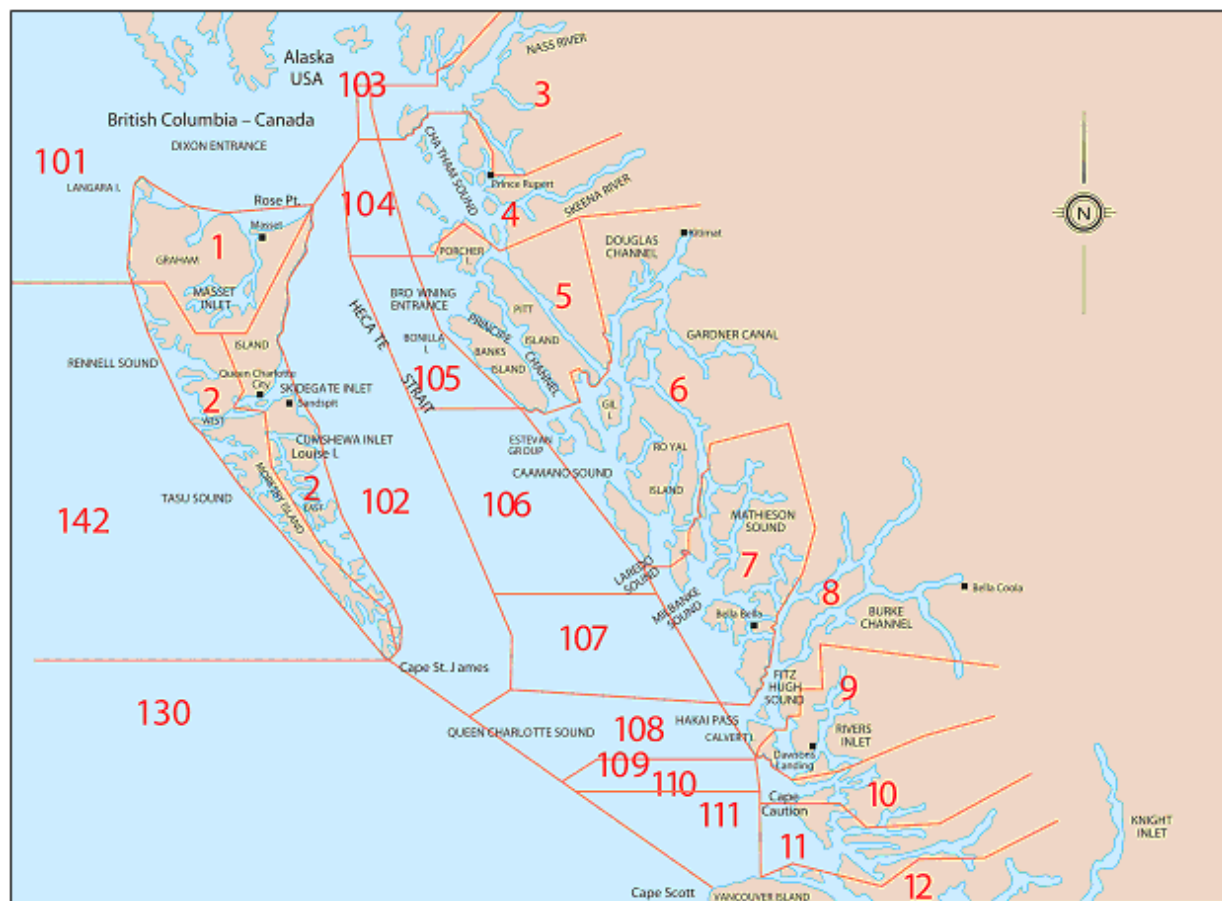 NASS RIVER
Alaska
USA
103
3
British Columbia – Canada
DIXON ENTRANCE
101
LANGARA I.
Rose Pt.
CHATHAM SOUND
Prince Rupert
SKEENA RIVER
104
4
N
Masset
1
GRAHAM
MASSET
INLET
PORCHER
I.
DOUGLAS
CHANNEL
Kitimat
BROWNING
ENTRANCE
PITT
ISLAND
5
HECATE
STRAIT
BONILLA
I.
PRINCIPE
CHANNEL
BANKS
ISLAND
GARDNER CANAL
ISLAND
RENNELL SOUND
Queen Charlotte
City
SKIDEGATE INLET
Sandspit
105
6
2
WEST
GIL
I.
CUMSHEWA INLET
Louise I.
ESTEVAN
GROUP
CAAMANO SOUND
ROYAL
ISLAND
MORESBY ISLAND
2
EAST
TASU SOUND
102
106
142
MATHIESON
SOUND
7
LAREDO
SOUND
MILBANKE
SOUND
8
Bella Coola
Bella Bella
BURKE
CHANNEL
107
Cape St. James
FITZ
HUGH
SOUND
9
130
QUEEN CHARLOTTE SOUND
108
HAKAI PASS
CALVERT I.
RIVERS
INLET
Dawsons
Landing
109
110
10
111
Cape
Caution
KNIGHT
INLET
11
12
Cape Scott
VANCOUVER ISLAND